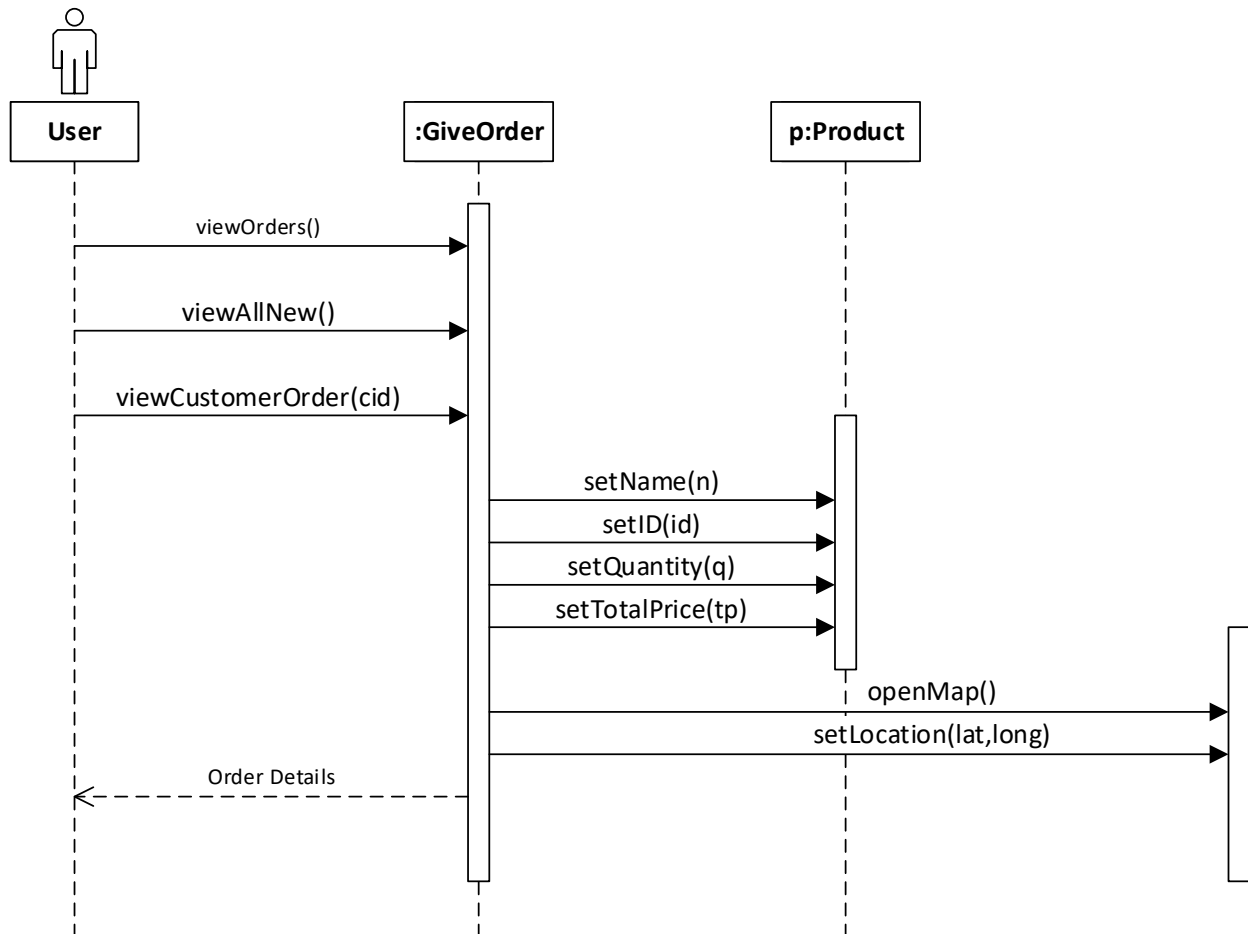 User
:GiveOrder
p:Product
viewOrders()
viewAllNew()
viewCustomerOrder(cid)
setName(n)
setID(id)
setQuantity(q)
setTotalPrice(tp)
openMap()
setLocation(lat,long)
Order Details